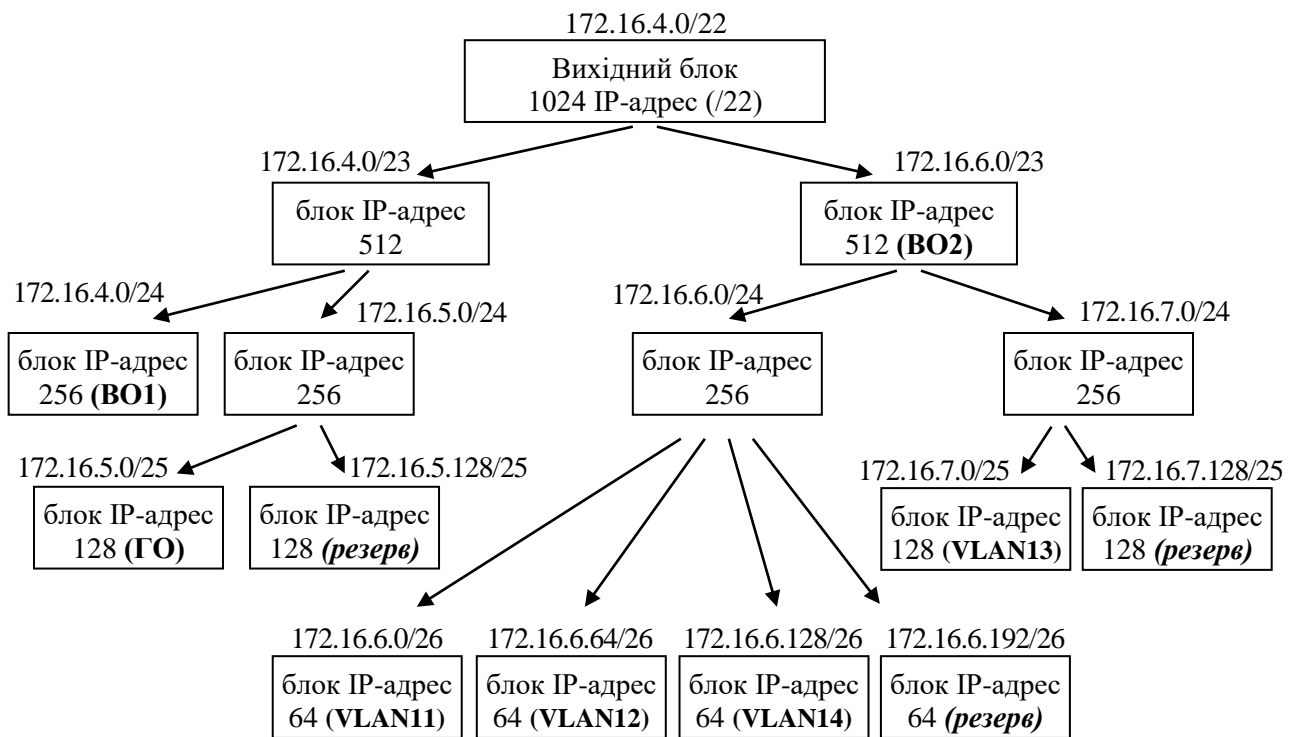 172.16.4.0/22
Вихідний блок
1024 IP-адрес (/22)
172.16.4.0/23
172.16.6.0/23
блок IP-адрес
512
блок IP-адрес
512 (ВО2)
172.16.4.0/24
172.16.5.0/24
172.16.6.0/24
172.16.7.0/24
блок IP-адрес
256 (ВО1)
блок IP-адрес
256
блок IP-адрес
256
блок IP-адрес
256
172.16.5.0/25
172.16.5.128/25
172.16.7.0/25
172.16.7.128/25
блок IP-адрес
128 (ГО)
блок IP-адрес
128 (резерв)
блок IP-адрес
128 (VLAN13)
блок IP-адрес
128 (резерв)
172.16.6.0/26
172.16.6.64/26
172.16.6.128/26
172.16.6.192/26
блок IP-адрес
64 (VLAN11)
блок IP-адрес
64 (VLAN12)
блок IP-адрес
64 (VLAN14)
блок IP-адрес
64 (резерв)